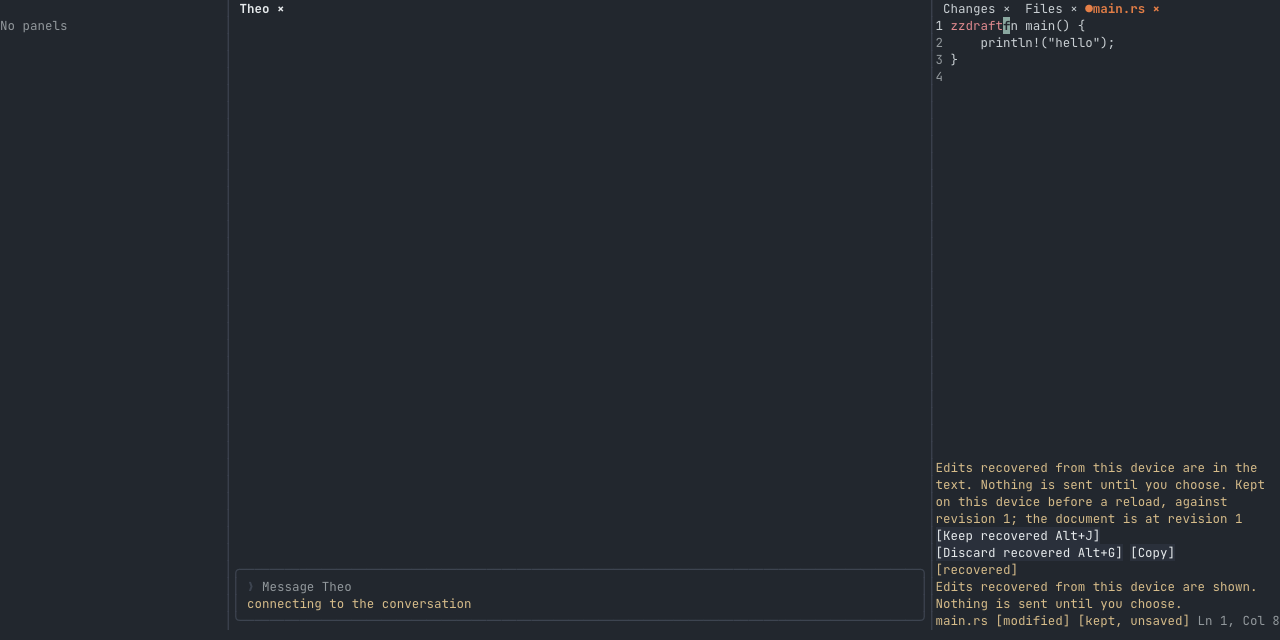 No panels
Theo ×
⟩ Message Theo
connecting to the conversation
Changes × Files × ●main.rs ×
1 zzdraftfn main() {
2     println!("hello");
3 }
4
Edits recovered from this device are in the
text. Nothing is sent until you choose. Kept
on this device before a reload, against
revision 1; the document is at revision 1
[Keep recovered Alt+J]
[Discard recovered Alt+G] [Copy]
[recovered]
Edits recovered from this device are shown.
Nothing is sent until you choose.
main.rs [modified] [kept, unsaved] Ln 1, Col 8